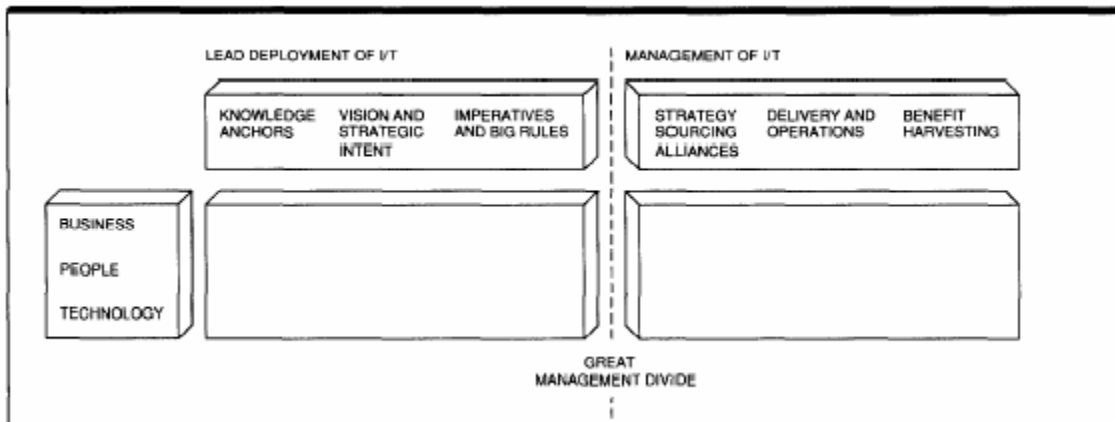 LEAD DEPLOYMENT OF I/T
MANAGEMENT OF I/T
KNOWLEDGE
ANCHORS
VISION AND
STRATEGIC
INTENT
IMPERATIVES
AND BIG RULES
STRATEGY
SOURCING
ALLIANCES
DELIVERY AND
OPERATIONS
BENEFIT
HARVESTING
BUSINESS
PEOPLE
TECHNOLOGY
GREAT
MANAGEMENT DIVIDE